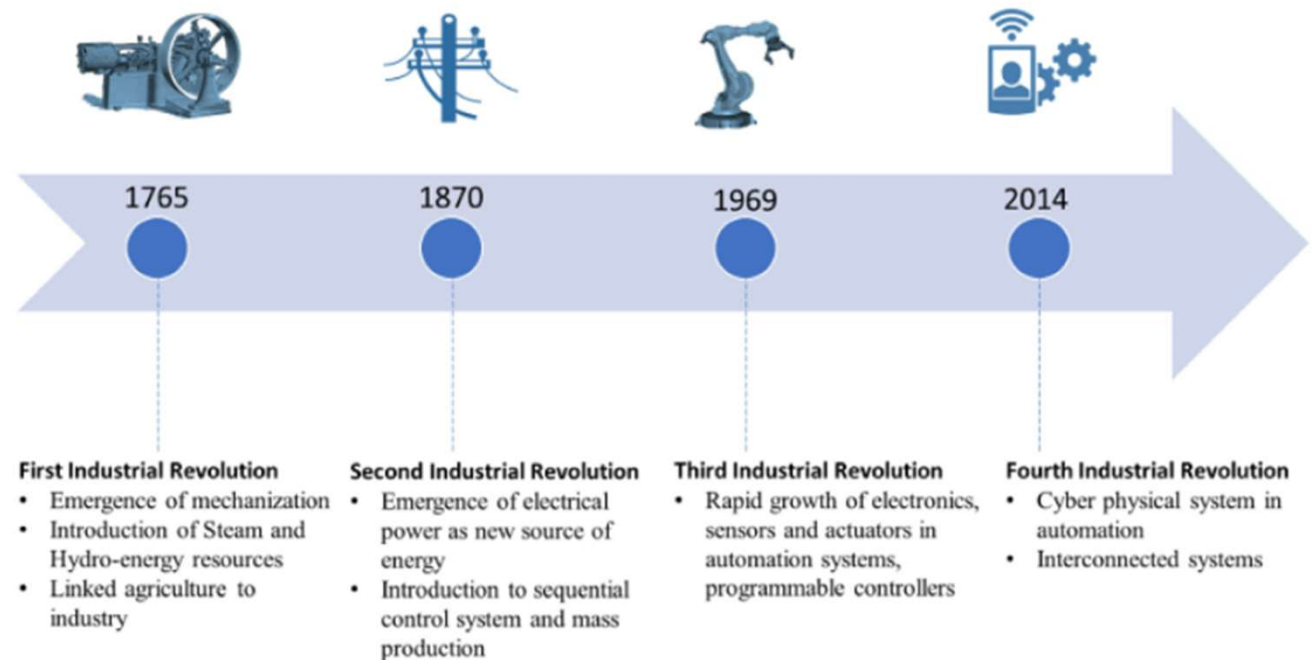 1765
1870
1969
2014
First Industrial Revolution
• Emergence of mechanization
• Introduction of Steam and
Hydro-energy resources
• Linked agriculture to
industry
Second Industrial Revolution
• Emergence of electrical
power as new source of
energy
• Introduction to sequential
control system and mass
production
Third Industrial Revolution
• Rapid growth of electronics,
sensors and actuators in
automation systems,
programmable controllers
Fourth Industrial Revolution
• Cyber physical system in
automation
• Interconnected systems